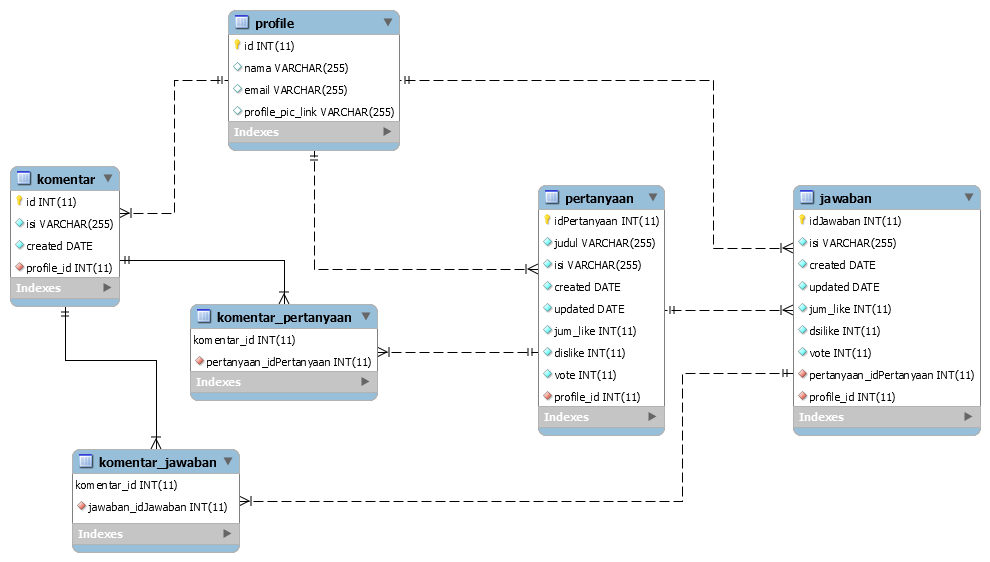 profile
id INT(11)
nama VARCHAR(255)
email VARCHAR(255)
profile_pic_link VARCHAR(255)
Indexes
komentar
id INT(11)
isi VARCHAR(255)
created DATE
profile_id INT(11)
Indexes
pertanyaan
idPertanyaan INT(11)
judul VARCHAR(255)
isi VARCHAR(255)
created DATE
updated DATE
jum_like INT(11)
dislike INT(11)
vote INT(11)
profile_id INT(11)
Indexes
jawaban
idJawaban INT(11)
isi VARCHAR(255)
created DATE
updated DATE
jum_like INT(11)
dsilike INT(11)
vote INT(11)
pertanyaan_idPertanyaan INT(11)
profile_id INT(11)
Indexes
komentar_pertanyaan
komentar_id INT(11)
pertanyaan_idPertanyaan INT(11)
Indexes
komentar_jawaban
komentar_id INT(11)
jawaban_idJawaban INT(11)
Indexes